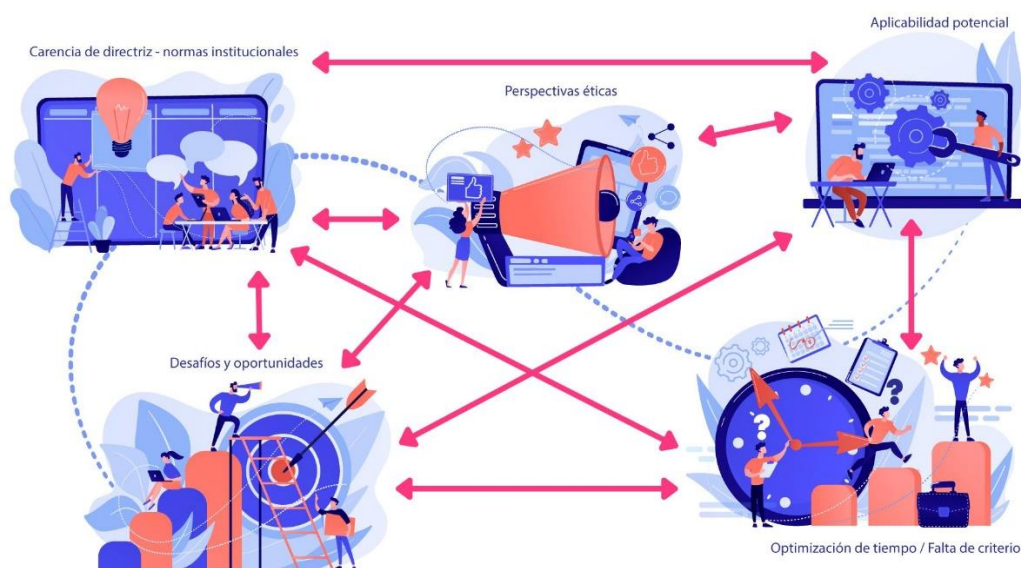 Aplicabilidad potencial
Carencia de directriz - normas institucionales
Perspectivas éticas
Desafíos y oportunidades
Optimización de tiempo / Falta de criterio